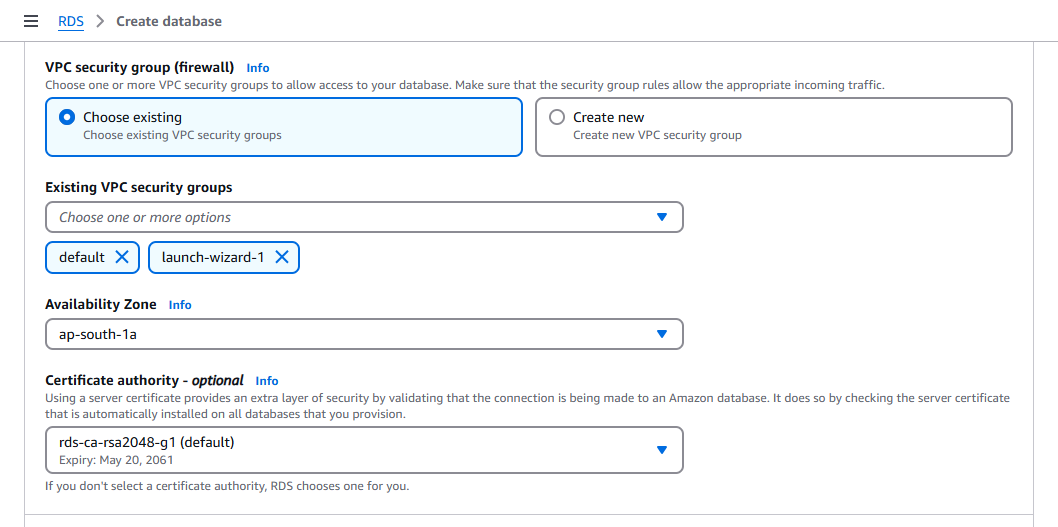 RDS > Create database
VPC security group (firewall) Info
Choose one or more VPC security groups to allow access to your database. Make sure that the security group rules allow the appropriate incoming traffic.
Choose existing
Choose existing VPC security groups
Create new
Create new VPC security group
Existing VPC security groups
Choose one or more options
default
launch-wizard-1
Availability Zone Info
ap-south-1a
Certificate authority - optional Info
Using a server certificate provides an extra layer of security by validating that the connection is being made to an Amazon database. It does so by checking the server certificate
that is automatically installed on all databases that you provision.
rds-ca-rsa2048-g1 (default)
Expiry: May 20, 2061
If you don't select a certificate authority, RDS chooses one for you.